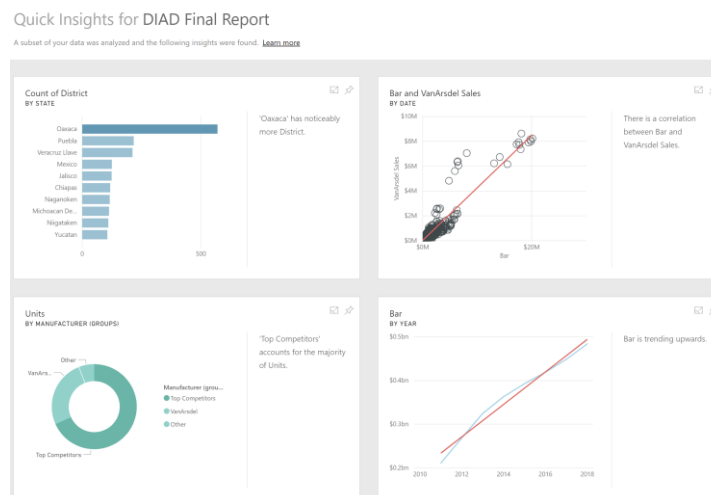 Quick Insights for DIAD Final Report
A subset of your data was analyzed and the following insights were found. Learn more
Count of District
BY STATE
Oaxaca
Puebla
Veracruz Llave
Mexico
Jalisco
Chiapas
Naganoken
Michoacan De...
Niigataken
Yucatan
0
500
'Oaxaca' has noticeably
more District.
Bar and VanArsdel Sales
BY DATE
VanArsdel Sales
$10M
$8M
$6M
$4M
$2M
$0M
$0M
$20M
Bar
There is a correlation
between Bar and
VanArsdel Sales.
Units
BY MANUFACTURER (GROUPS)
Other
VanArs...
Top Competitors
Manufacturer (grou...
Top Competitors
VanArsdel
Other
'Top Competitors'
accounts for the majority
of Units.
Bar
BY YEAR
$0.5bn
$0.4bn
$0.3bn
$0.2bn
2010
2012
2014
2016
2018
Bar is trending upwards.